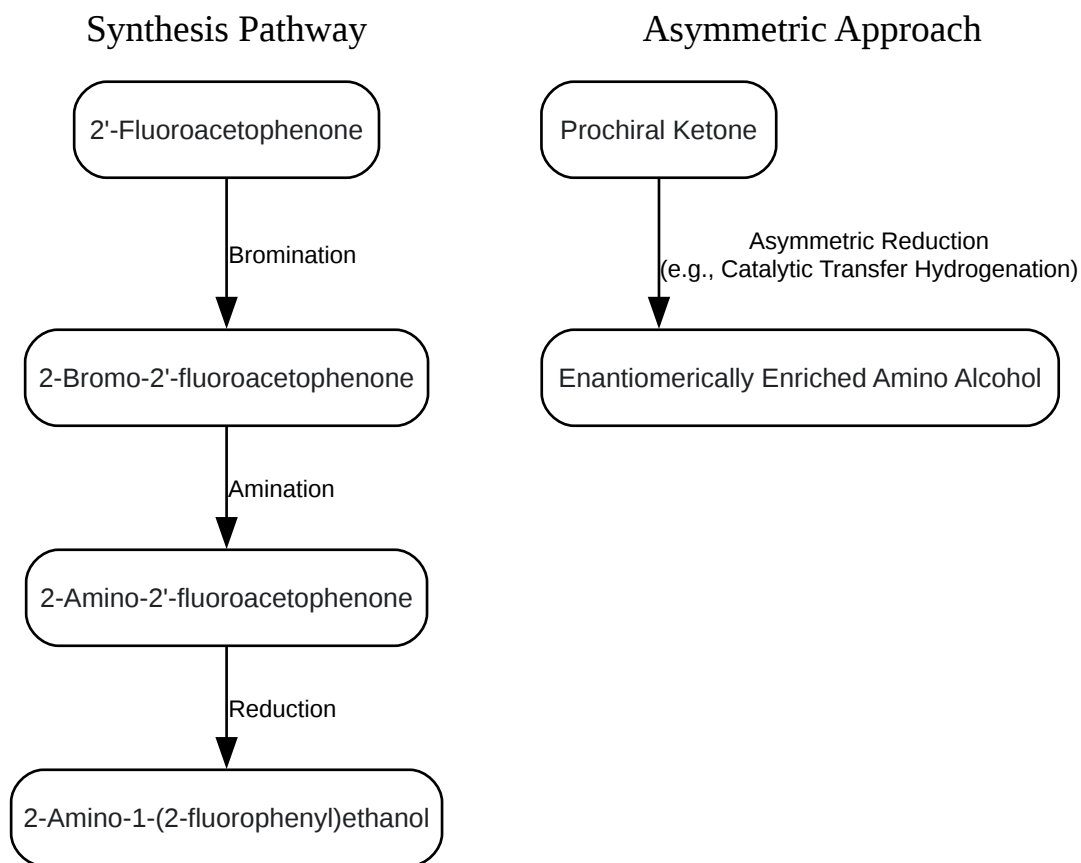 Synthesis Pathway
2'-Fluoroacetophenone
Bromination
2-Bromo-2'-fluoroacetophenone
Amination
2-Amino-2'-fluoroacetophenone
Reduction
2-Amino-1-(2-fluorophenyl)ethanol
Asymmetric Approach
Prochiral Ketone
Asymmetric Reduction
(e.g., Catalytic Transfer Hydrogenation)
Enantiomerically Enriched Amino Alcohol